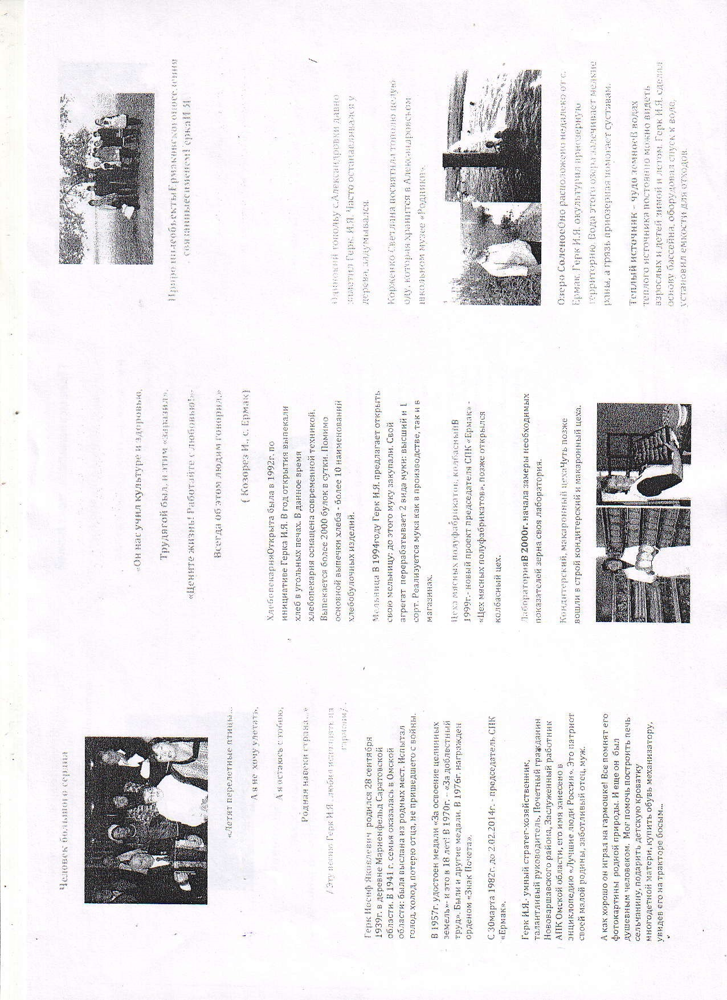 Человек большого сердца
«Летят перелетные птицы...
А я не хочу улетать,
А я остаюсь с тобою,
Родная навеки страна...»
/ Эту песню Герк И.Я. любил исполнять на
гармони/ .
Герк Иосиф Яковлевич родился 28 сентября
1939г. в деревне Мариенфельд Саратовской
области. В 1941 г. семья оказалась в Омской
области: была выслана из родных мест. Испытал
голод, холод, потерю отца, не пришедшего с войны.
В 1957г. удостоен медали «За освоение целинных
земель»- и это в 18 лет! В 1970г. – «За доблестный
труд». Были и другие медали. В 1976г. награжден
орденом «Знак Почета».
С 30марта 1982г. до 2.02.2014г. - председатель СПК
«Ермак».
Герк И.Я.- умный стратег-хозяйственник,
талантливый руководитель, Почетный гражданин
Нововаршавского района, Заслуженный работник
АПК Омской области, его имя занесено в
энциклопедию «Лучшие люди России». Это патриот
своей малой родины, заботливый отец, муж.
А как хорошо он играл на гармошке! Все помнят его
фотокартины родной природы. И еще он был
душевным человеком. Мог помочь построить печь
сельчанину, подарить детскую кроватку
многодетной матери, купить обувь механизатору,
увидев его на тракторе босым...
«Он нас учил культуре и здоровью,
Трудягой был, и этим «заражал».
«Цените жизнь! Работайте с любовью!»-
Всегда об этом людям говорил.»
( Козорез И., с. Ермак)
ХлебопекарняОткрыта была в 1992г. по
инициативе Герка И.Я. В год открытия выпекали
хлеб в угольных печах. В данное время
хлебопекарня оснащена современной техникой.
Выпекается более 2000 булок в сутки. Помимо
основной выпечки хлеба - более 10 наименований
хлебобулочных изделий.
Мельница В 1994году Герк И.Я. предлагает открыть
свою мельницу: до этого муку закупали. Свой
агрегат перерабатывает 2 вида муки: высший и 1
сорт. Реализуется мука как в производстве, так и в
магазинах.
Цеха мясных полуфабрикатов, колбасныйВ
1999г.- новый проект председателя СПК «Ермак» -
«Цех мясных полуфабрикатов», позже открылся
колбасный цех.
ЛабораторияВ 2000г. начала замеры необходимых
показателей зерна своя лаборатория.
Кондитерский, макаронный цехаЧуть позже
вошли в строй кондитерский и макаронный цеха.
объекты Ермаковского поселения
, связанные с именем Герка И Я
Одинокий тополь у с.Александровки давно
заметил Герк И.Я. Часто останавливался у
дерева, задумывался.
Корженко Светлана посвятила тополю целую
оду, которая хранится в Александровском
школьном музее «Родники».
Озеро СоленоеОно расположено недалеко от с.
Ермак. Герк И.Я. окультурил приозерную
территорию. Вода этого озера залечивает мелкие
раны, а грязь приозерная помогает суставам.
Теплый источник – чудо земноеВ водах
теплого источника постоянно можно видеть
взрослых и детей зимой и летом. Герк И.Я. сделал
основу бассейна, оборудовал спуск к воде,
установил емкости для отходов.